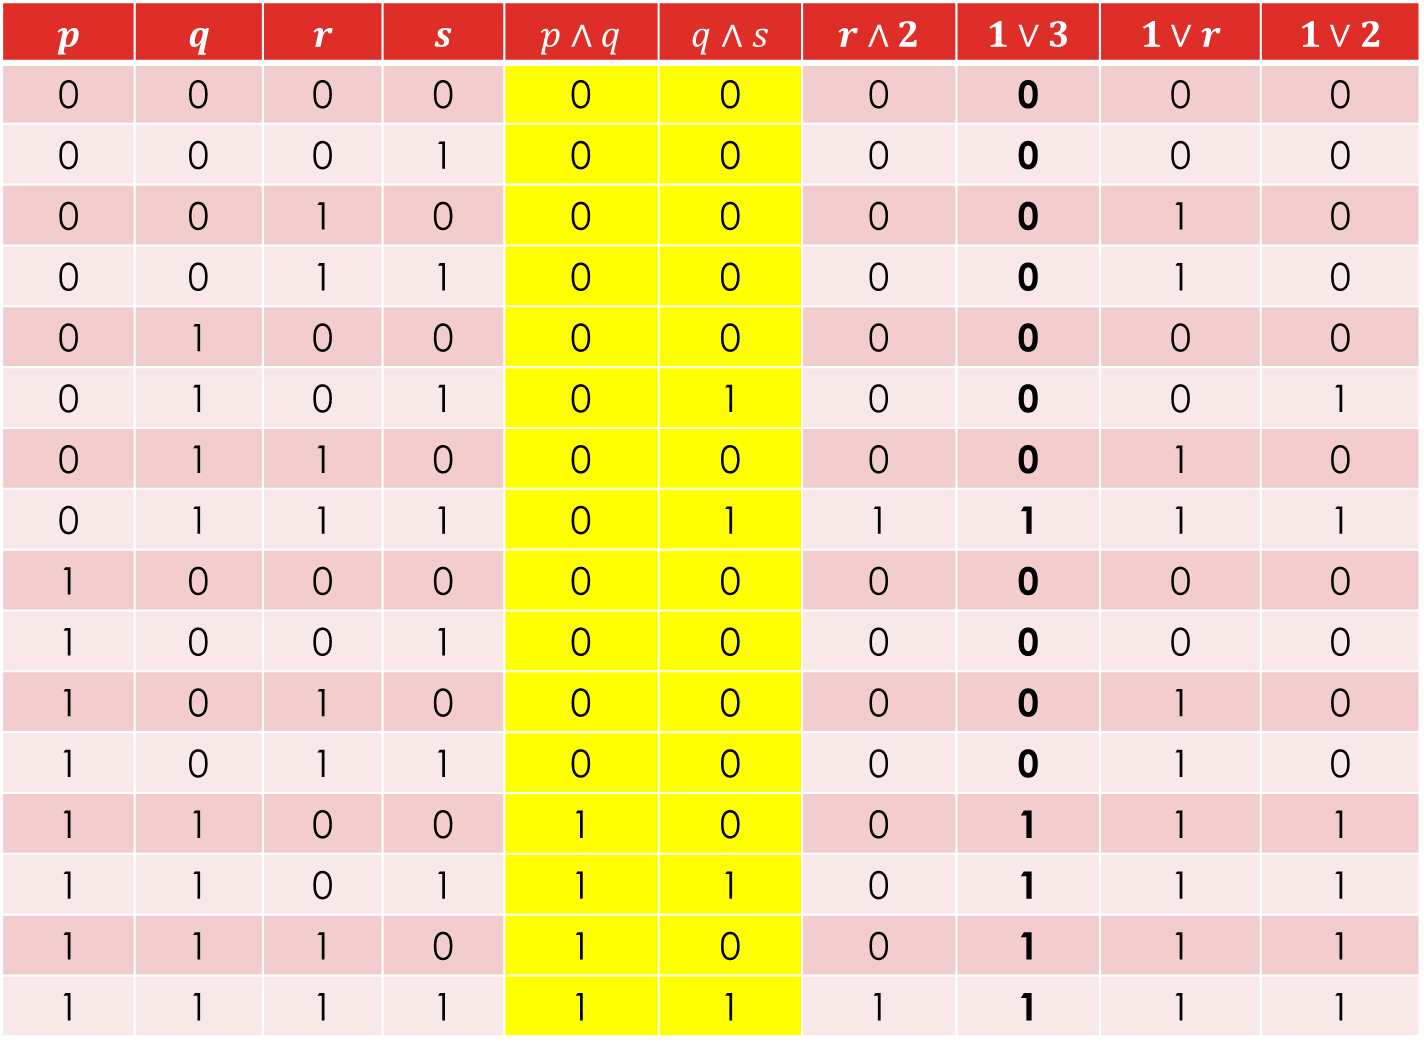 p q r s p ∧ q q ∧ s r ∧ 2 1 ∨ 3 1 ∨ r 1 ∨ 2
0 0 0 0 0 0 0 0 0 0
0 0 0 1 0 0 0 0 0 0
0 0 1 0 0 0 0 0 1 0
0 0 1 1 0 0 0 0 1 0
0 1 0 0 0 0 0 0 0 0
0 1 0 1 0 1 0 0 0 1
0 1 1 0 0 0 0 0 1 0
0 1 1 1 0 1 1 1 1 1
1 0 0 0 0 0 0 0 0 0
1 0 0 1 0 0 0 0 0 0
1 0 1 0 0 0 0 0 1 0
1 0 1 1 0 0 0 0 1 0
1 1 0 0 1 0 0 1 1 1
1 1 0 1 1 1 0 1 1 1
1 1 1 0 1 0 0 1 1 1
1 1 1 1 1 1 1 1 1 1